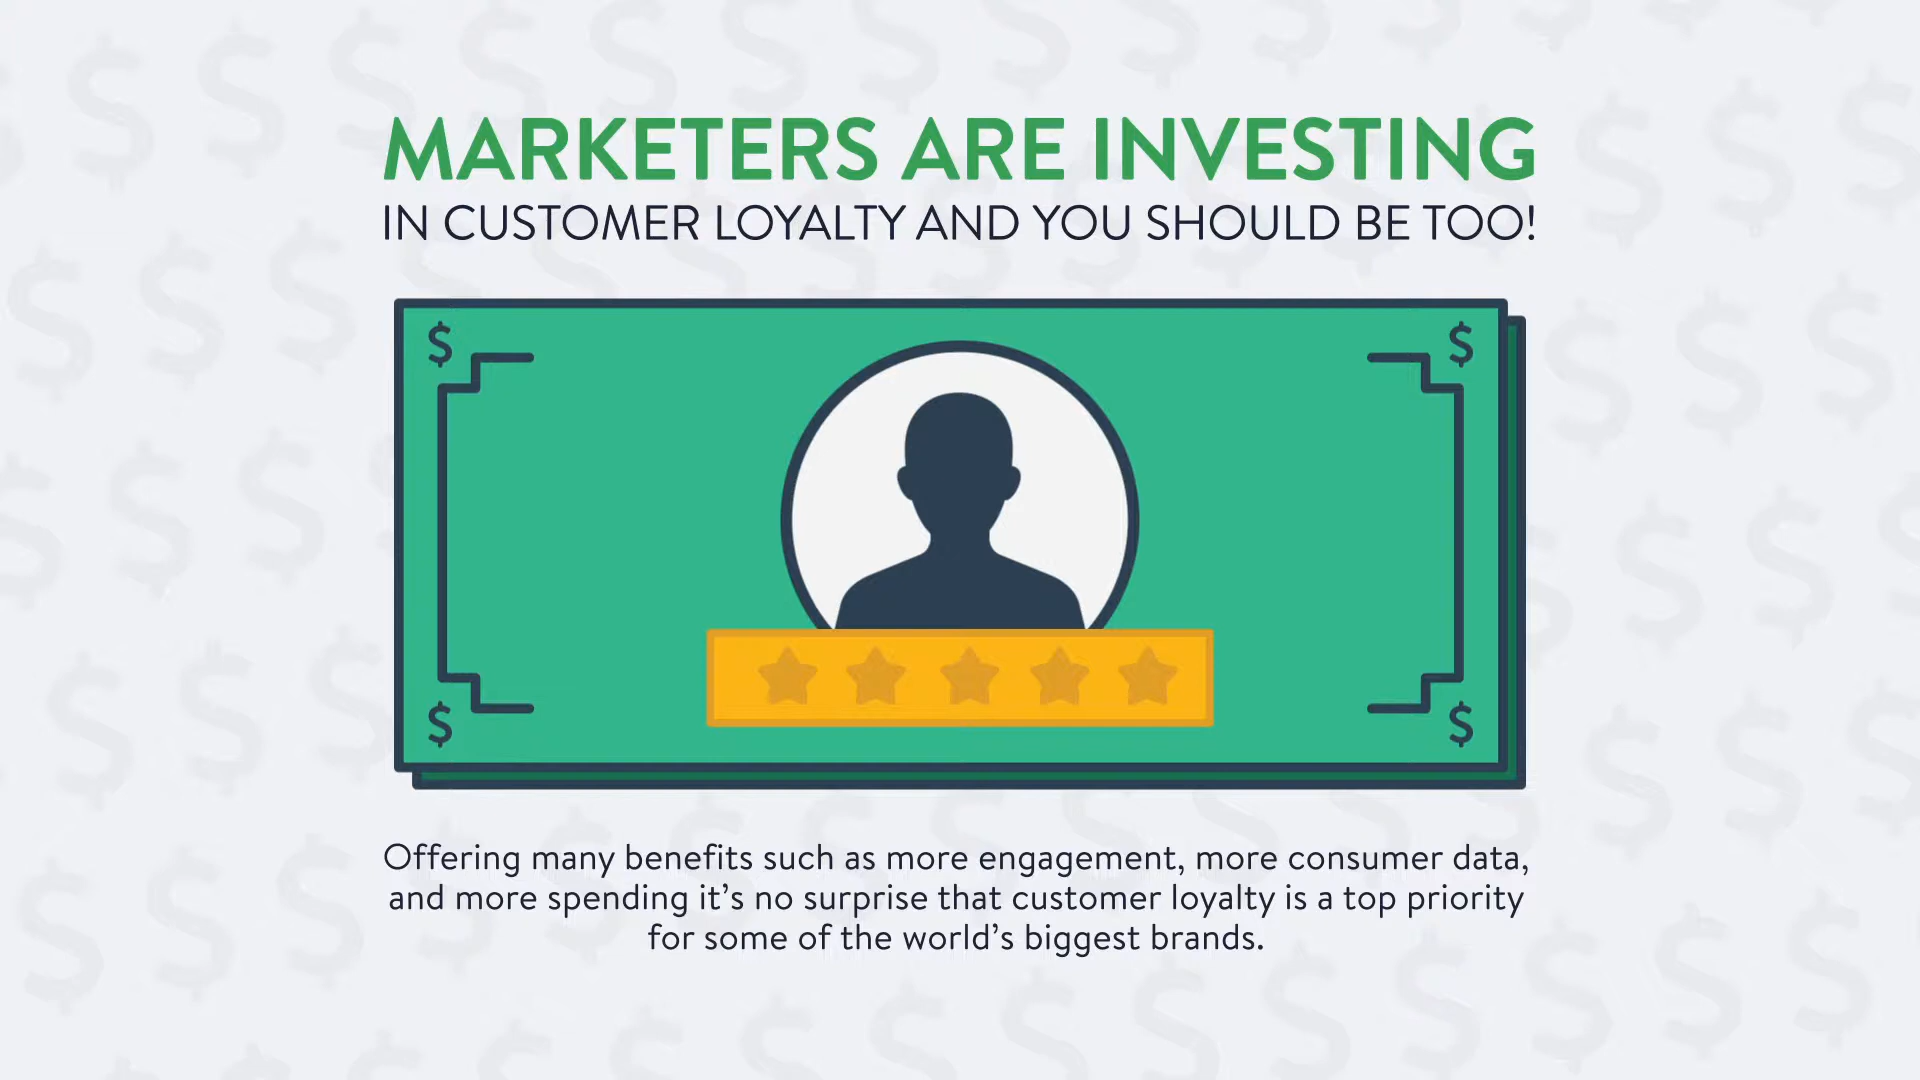 MARKETERS ARE INVESTING
IN CUSTOMER LOYALTY AND YOU SHOULD BE TOO!
$ $
$ $
Offering many benefits such as more engagement, more consumer data,
and more spending it’s no surprise that customer loyalty is a top priority
for some of the world’s biggest brands.